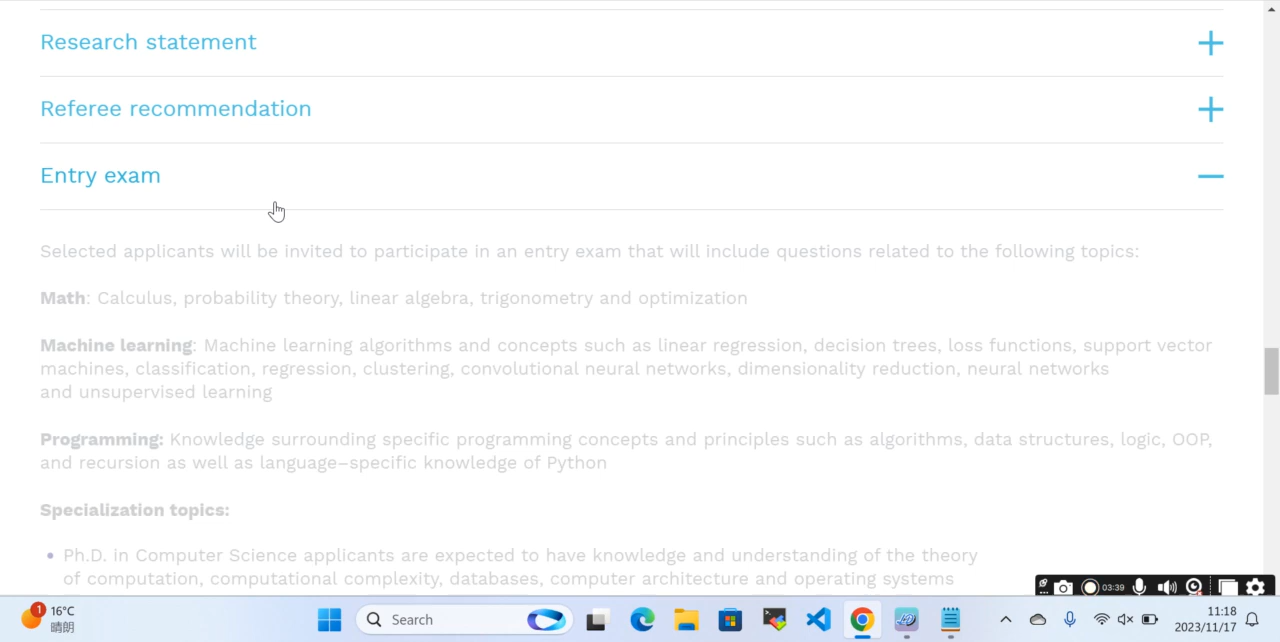 Research statement
Referee recommendation
Entry exam
Selected applicants will be invited to participate in an entry exam that will include questions related to the following topics:
Math: Calculus, probability theory, linear algebra, trigonometry and optimization
Machine learning: Machine learning algorithms and concepts such as linear regression, decision trees, loss functions, support vector
machines, classification, regression, clustering, convolutional neural networks, dimensionality reduction, neural networks
and unsupervised learning
Programming: Knowledge surrounding specific programming concepts and principles such as algorithms, data structures, logic, OOP,
and recursion as well as language–specific knowledge of Python
Specialization topics:
• Ph.D. in Computer Science applicants are expected to have knowledge and understanding of the theory
of computation, computational complexity, databases, computer architecture and operating systems
03:39
1
16°C
晴朗
Search
11:18
2023/11/17